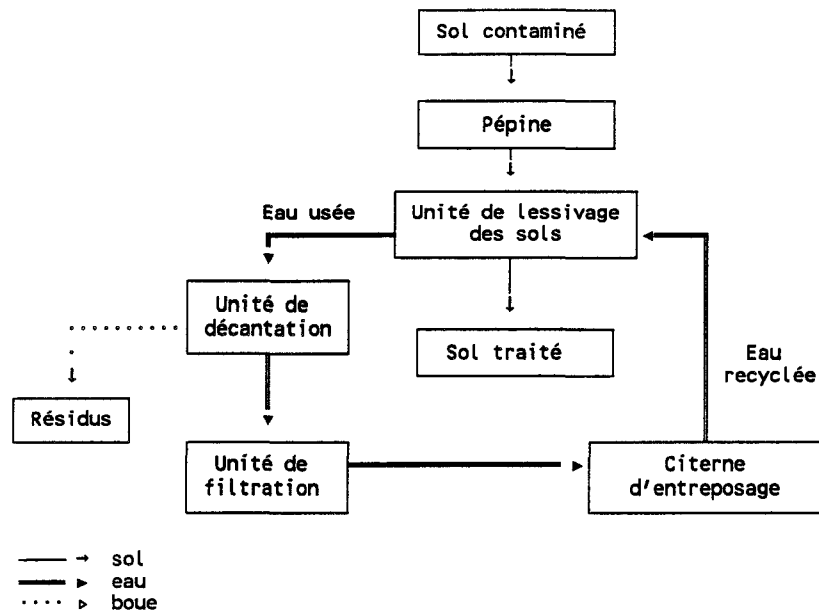 Sol contaminé
Pépine
Eau usée
Unité de lessivage
des sols
Unité de
décantation
Sol traité
Eau
recyclée
Résidus
Unité de
filtration
Citerne
d'entreposage
sol
eau
boue